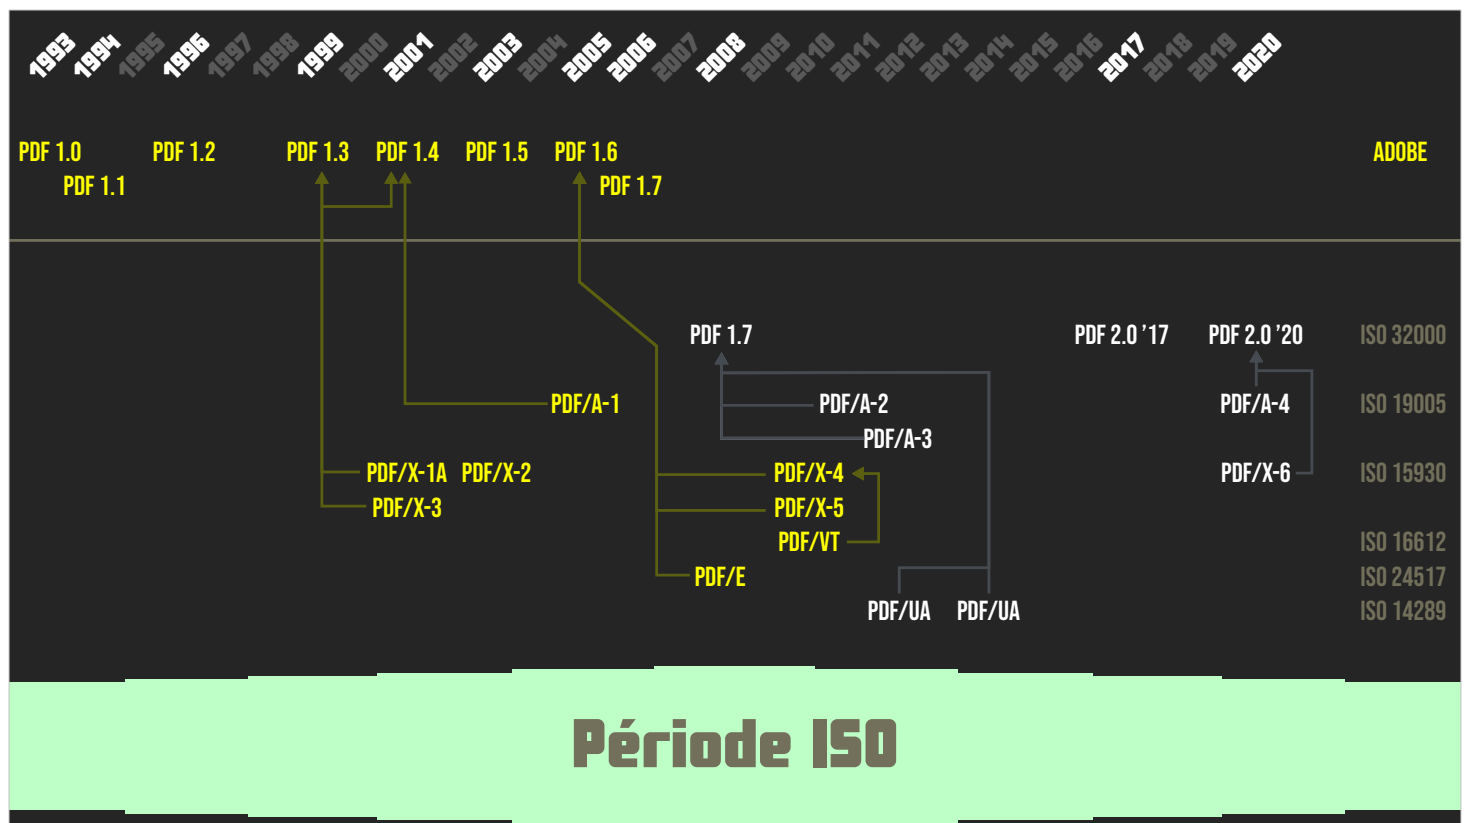 1993 1994 1995 1996 1997 1998 1999 2000 2001 2002 2003 2004 2005 2006 2007 2008 2009 2010 2011 2012 2013 2014 2015 2016 2017 2018 2019 2020
PDF 1.0 PDF 1.2 PDF 1.3 PDF 1.4 PDF 1.5 PDF 1.6 ADOBE
PDF 1.1 PDF 1.7
PDF 1.7 PDF 2.0 ’17 PDF 2.0 ’20 ISO 32000
PDF/A-1 PDF/A-2 PDF/A-4 ISO 19005
PDF/A-3
PDF/X-1A PDF/X-2 PDF/X-4 PDF/X-6 ISO 15930
PDF/X-3 PDF/X-5
PDF/VT ISO 16612
PDF/E ISO 24517
PDF/UA PDF/UA ISO 14289
Période ISO